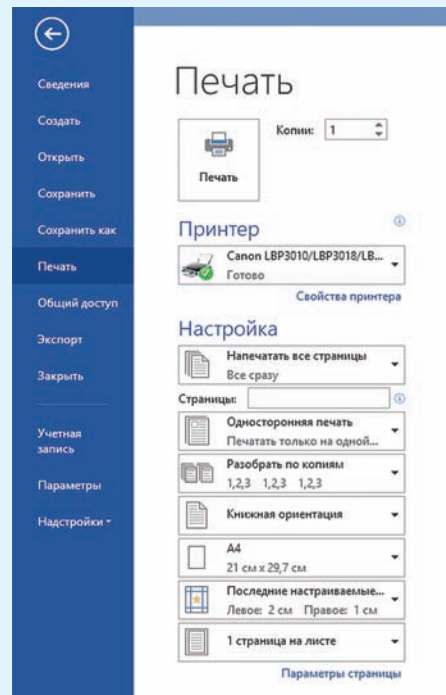 Сведения
Создать
Открыть
Сохранить
Сохранить как
Печать
Общий доступ
Экспорт
Закрыть
Учетная
запись
Параметры
Надстройки
Печать
Копии: 1
Печать
Принтер
Canon LBP3010/LBP3018/LB...
Готово
Свойства принтера
Настройка
Напечатать все страницы
Все сразу
Страницы:
Односторонняя печать
Печатать только на одной...
Разобрать по копиям
1,2,3 1,2,3 1,2,3
Книжная ориентация
A4
21 см x 29,7 см
Последние настраиваемые...
Левое: 2 см Правое: 1 см
1 страница на листе
Параметры страницы